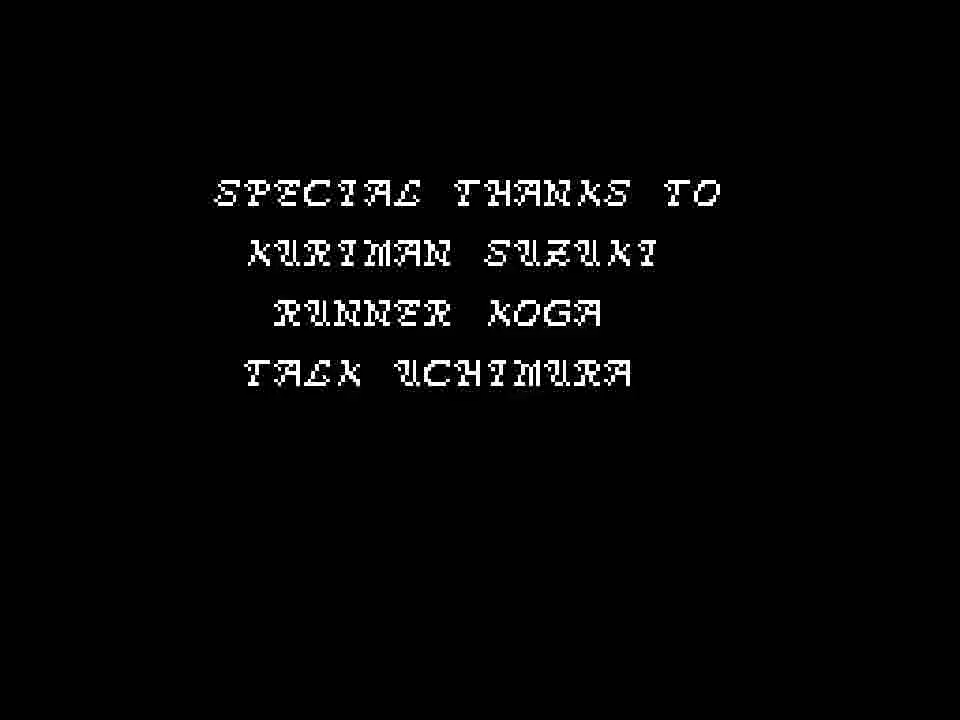 SPECIAL THANKS TO
KURIMAN SUZUKI
RUNNER KOGA
TALK UCHIMURA